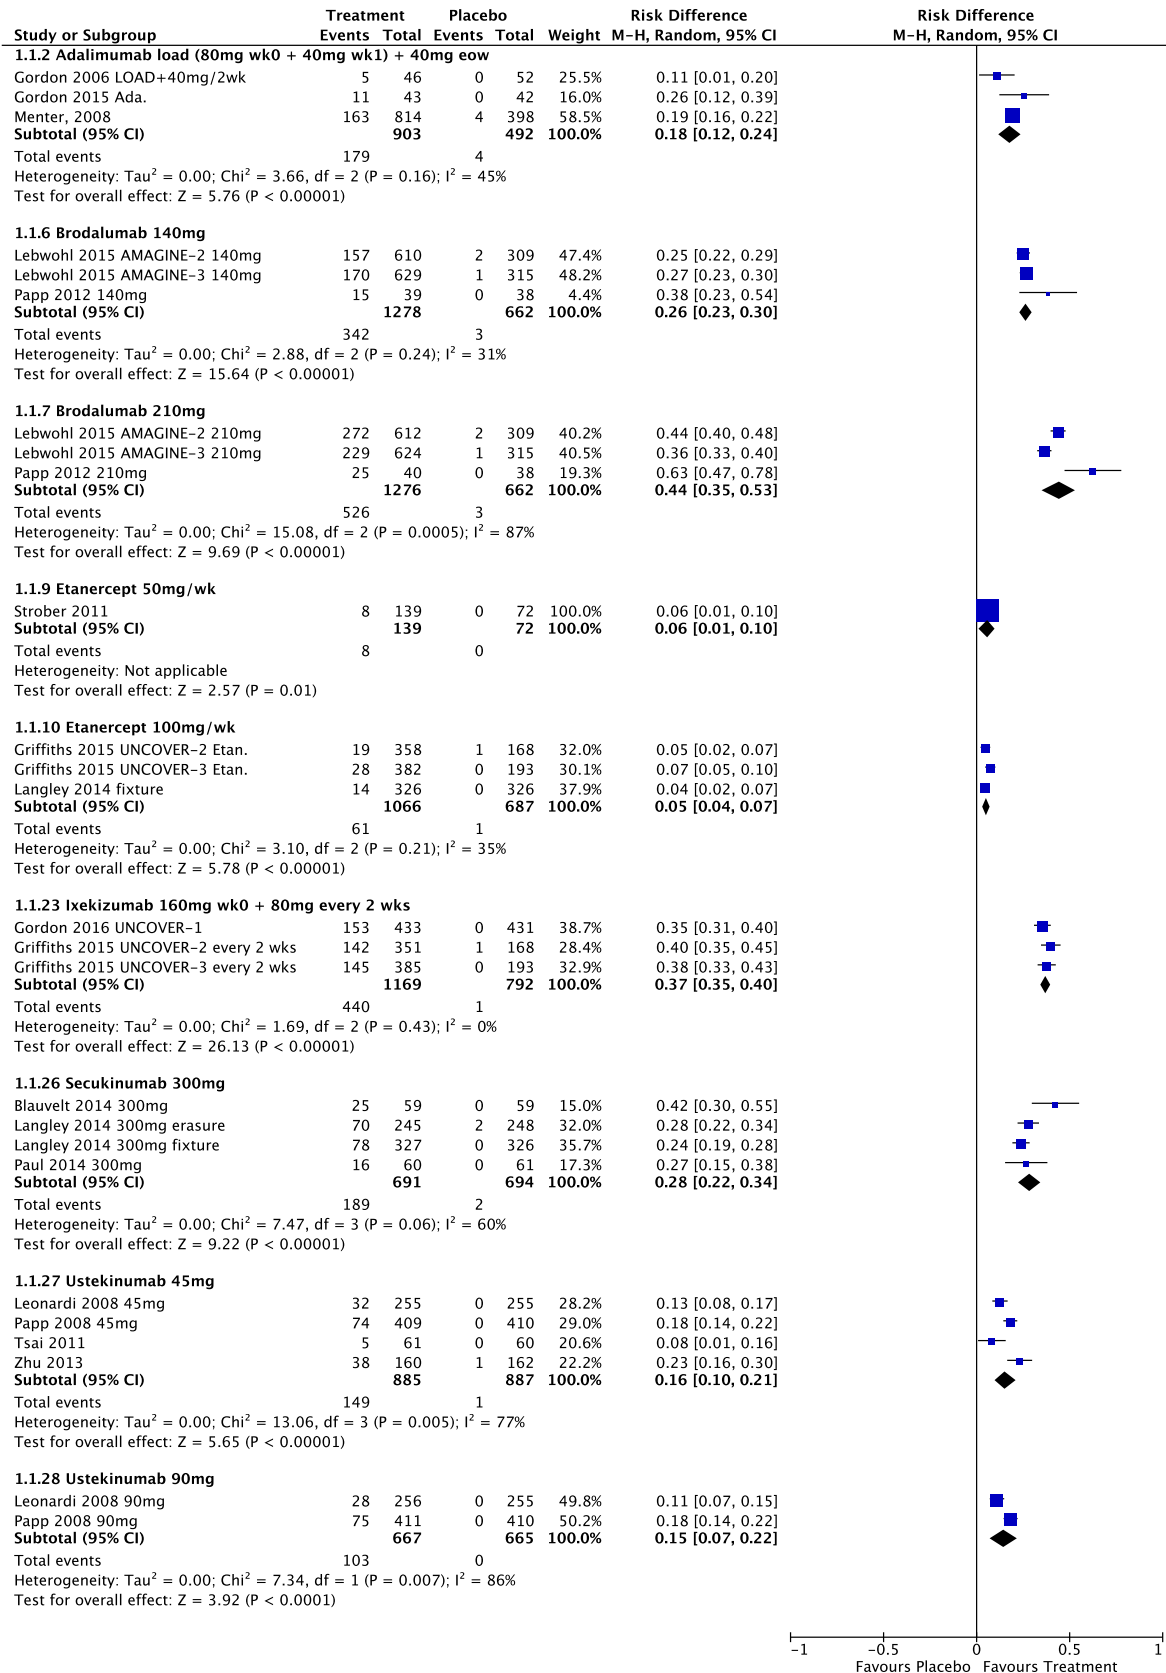 Treatment Placebo Risk Difference Risk Difference
Study or Subgroup Events Total Events Total Weight M-H, Random, 95% CI M-H, Random, 95% CI
1.1.2 Adalimumab load (80mg wk0 + 40mg wk1) + 40mg eow
Gordon 2006 LOAD+40mg/2wk 5 46 0 52 25.5% 0.11 [0.01, 0.20]
Gordon 2015 Ada. 11 43 0 42 16.0% 0.26 [0.12, 0.39]
Menter, 2008 163 814 4 398 58.5% 0.19 [0.16, 0.22]
Subtotal (95% CI) 903 492 100.0% 0.18 [0.12, 0.24]
Total events 179 4
Heterogeneity: Tau² = 0.00; Chi² = 3.66, df = 2 (P = 0.16); I² = 45%
Test for overall effect: Z = 5.76 (P < 0.00001)
1.1.6 Brodalumab 140mg
Lebwohl 2015 AMAGINE-2 140mg 157 610 2 309 47.4% 0.25 [0.22, 0.29]
Lebwohl 2015 AMAGINE-3 140mg 170 629 1 315 48.2% 0.27 [0.23, 0.30]
Papp 2012 140mg 15 39 0 38 4.4% 0.38 [0.23, 0.54]
Subtotal (95% CI) 1278 662 100.0% 0.26 [0.23, 0.30]
Total events 342 3
Heterogeneity: Tau² = 0.00; Chi² = 2.88, df = 2 (P = 0.24); I² = 31%
Test for overall effect: Z = 15.64 (P < 0.00001)
1.1.7 Brodalumab 210mg
Lebwohl 2015 AMAGINE-2 210mg 272 612 2 309 40.2% 0.44 [0.40, 0.48]
Lebwohl 2015 AMAGINE-3 210mg 229 624 1 315 40.5% 0.36 [0.33, 0.40]
Papp 2012 210mg 25 40 0 38 19.3% 0.63 [0.47, 0.78]
Subtotal (95% CI) 1276 662 100.0% 0.44 [0.35, 0.53]
Total events 526 3
Heterogeneity: Tau² = 0.00; Chi² = 15.08, df = 2 (P = 0.0005); I² = 87%
Test for overall effect: Z = 9.69 (P < 0.00001)
1.1.9 Etanercept 50mg/wk
Strober 2011 8 139 0 72 100.0% 0.06 [0.01, 0.10]
Subtotal (95% CI) 139 72 100.0% 0.06 [0.01, 0.10]
Total events 8 0
Heterogeneity: Not applicable
Test for overall effect: Z = 2.57 (P = 0.01)
1.1.10 Etanercept 100mg/wk
Griffiths 2015 UNCOVER-2 Etan. 19 358 1 168 32.0% 0.05 [0.02, 0.07]
Griffiths 2015 UNCOVER-3 Etan. 28 382 0 193 30.1% 0.07 [0.05, 0.10]
Langley 2014 fixture 14 326 0 326 37.9% 0.04 [0.02, 0.07]
Subtotal (95% CI) 1066 687 100.0% 0.05 [0.04, 0.07]
Total events 61 1
Heterogeneity: Tau² = 0.00; Chi² = 3.10, df = 2 (P = 0.21); I² = 35%
Test for overall effect: Z = 5.78 (P < 0.00001)
1.1.23 Ixekizumab 160mg wk0 + 80mg every 2 wks
Gordon 2016 UNCOVER-1 153 433 0 431 38.7% 0.35 [0.31, 0.40]
Griffiths 2015 UNCOVER-2 every 2 wks 142 351 1 168 28.4% 0.40 [0.35, 0.45]
Griffiths 2015 UNCOVER-3 every 2 wks 145 385 0 193 32.9% 0.38 [0.33, 0.43]
Subtotal (95% CI) 1169 792 100.0% 0.37 [0.35, 0.40]
Total events 440 1
Heterogeneity: Tau² = 0.00; Chi² = 1.69, df = 2 (P = 0.43); I² = 0%
Test for overall effect: Z = 26.13 (P < 0.00001)
1.1.26 Secukinumab 300mg
Blauvelt 2014 300mg 25 59 0 59 15.0% 0.42 [0.30, 0.55]
Langley 2014 300mg erasure 70 245 2 248 32.0% 0.28 [0.22, 0.34]
Langley 2014 300mg fixture 78 327 0 326 35.7% 0.24 [0.19, 0.28]
Paul 2014 300mg 16 60 0 61 17.3% 0.27 [0.15, 0.38]
Subtotal (95% CI) 691 694 100.0% 0.28 [0.22, 0.34]
Total events 189 2
Heterogeneity: Tau² = 0.00; Chi² = 7.47, df = 3 (P = 0.06); I² = 60%
Test for overall effect: Z = 9.22 (P < 0.00001)
1.1.27 Ustekinumab 45mg
Leonardi 2008 45mg 32 255 0 255 28.2% 0.13 [0.08, 0.17]
Papp 2008 45mg 74 409 0 410 29.0% 0.18 [0.14, 0.22]
Tsai 2011 5 61 0 60 20.6% 0.08 [0.01, 0.16]
Zhu 2013 38 160 1 162 22.2% 0.23 [0.16, 0.30]
Subtotal (95% CI) 885 887 100.0% 0.16 [0.10, 0.21]
Total events 149 1
Heterogeneity: Tau² = 0.00; Chi² = 13.06, df = 3 (P = 0.005); I² = 77%
Test for overall effect: Z = 5.65 (P < 0.00001)
1.1.28 Ustekinumab 90mg
Leonardi 2008 90mg 28 256 0 255 49.8% 0.11 [0.07, 0.15]
Papp 2008 90mg 75 411 0 410 50.2% 0.18 [0.14, 0.22]
Subtotal (95% CI) 667 665 100.0% 0.15 [0.07, 0.22]
Total events 103 0
Heterogeneity: Tau² = 0.00; Chi² = 7.34, df = 1 (P = 0.007); I² = 86%
Test for overall effect: Z = 3.92 (P < 0.0001)
-1 -0.5 0 0.5 1
Favours Placebo Favours Treatment